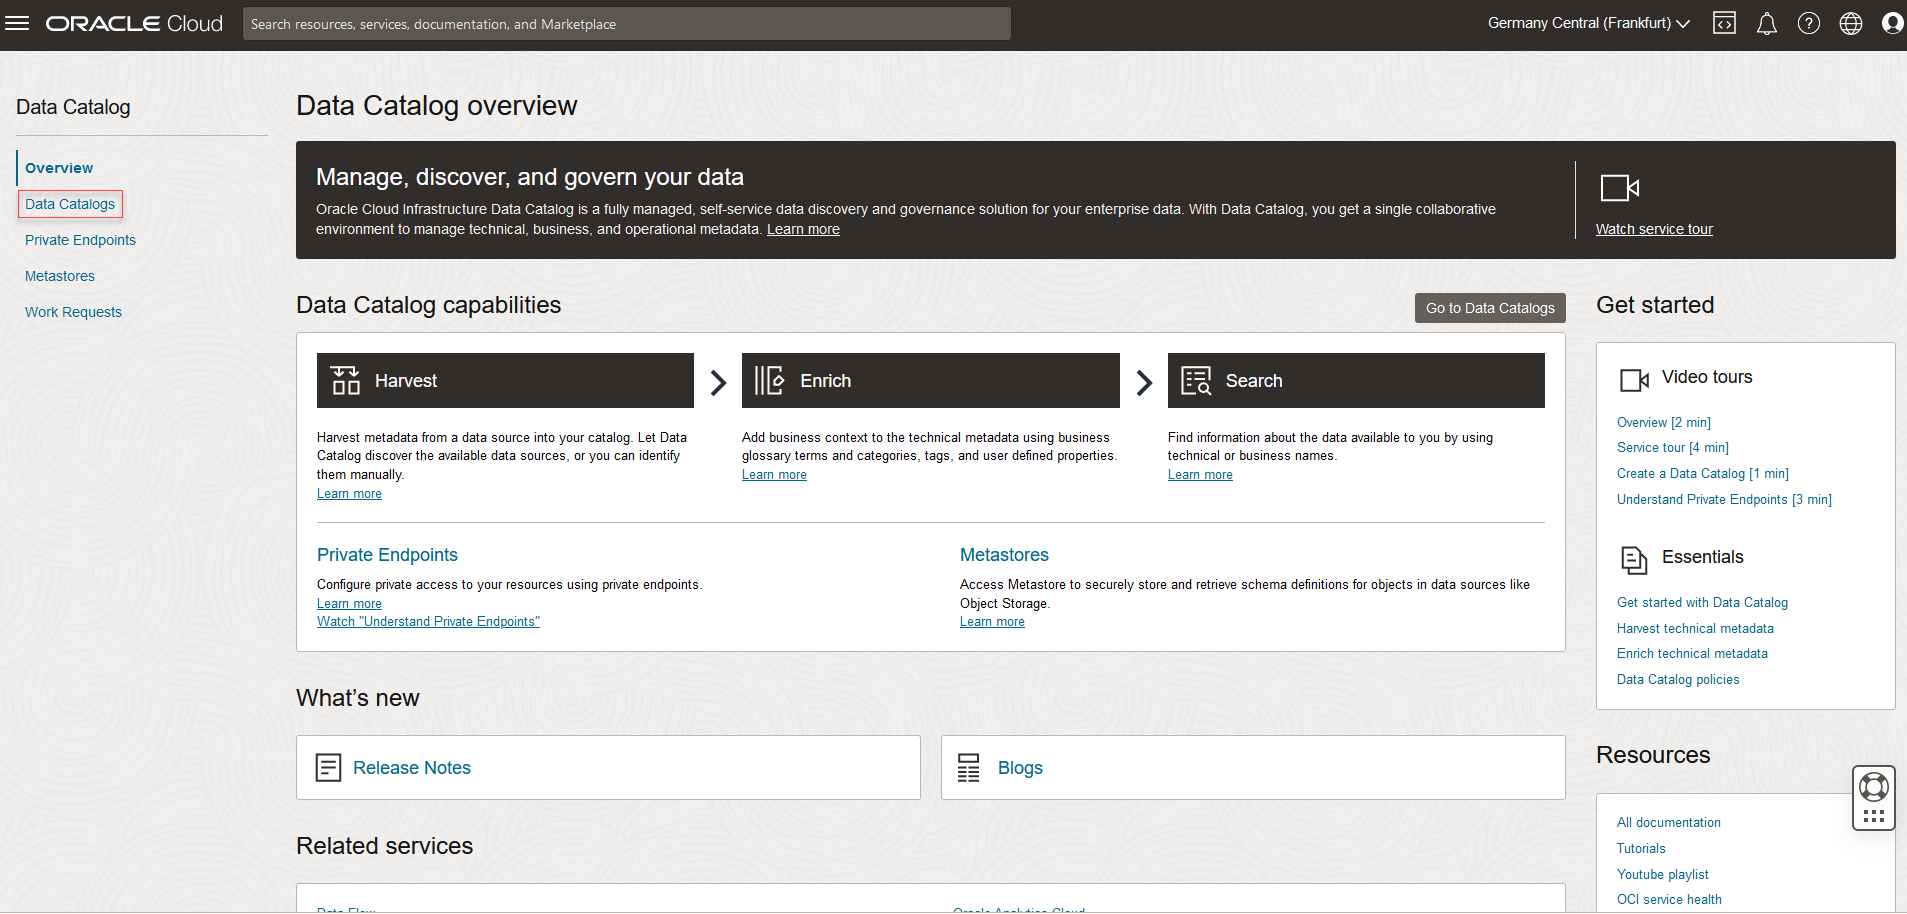 ORACLE Cloud
Search resources, services, documentation, and Marketplace
Germany Central (Frankfurt)
Data Catalog
Overview
Data Catalogs
Private Endpoints
Metastores
Work Requests
Data Catalog overview
Manage, discover, and govern your data
Oracle Cloud Infrastructure Data Catalog is a fully managed, self-service data discovery and governance solution for your enterprise data. With Data Catalog, you get a single collaborative
environment to manage technical, business, and operational metadata. Learn more
Watch service tour
Data Catalog capabilities
Go to Data Catalogs
Harvest
Harvest metadata from a data source into your catalog. Let Data
Catalog discover the available data sources, or you can identify
them manually.
Learn more
Enrich
Add business context to the technical metadata using business
glossary terms and categories, tags, and user defined properties.
Learn more
Search
Find information about the data available to you by using
technical or business names.
Learn more
Private Endpoints
Configure private access to your resources using private endpoints.
Learn more
Watch "Understand Private Endpoints"
Metastores
Access Metastore to securely store and retrieve schema definitions for objects in data sources like
Object Storage.
Learn more
What's new
Release Notes
Blogs
Related services
Data Flow
Oracle Analytics Cloud
Get started
Video tours
Overview [2 min]
Service tour [4 min]
Create a Data Catalog [1 min]
Understand Private Endpoints [3 min]
Essentials
Get started with Data Catalog
Harvest technical metadata
Enrich technical metadata
Data Catalog policies
Resources
All documentation
Tutorials
Youtube playlist
OCI service health